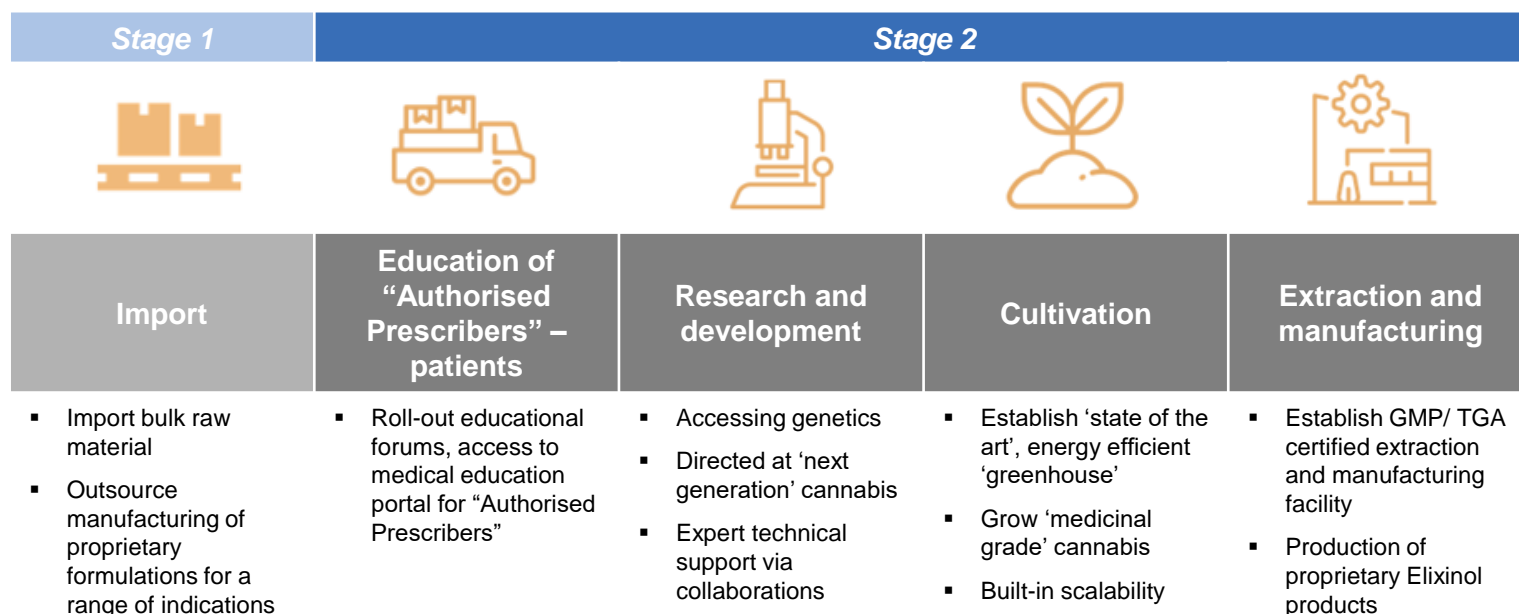 Stage 1
Stage 2
Import
Education of
“Authorised
Prescribers” –
patients
Research and
development
Cultivation
Extraction and
manufacturing
▪ Import bulk raw
material
▪ Outsource
manufacturing of
proprietary
formulations for a
range of indications
▪ Roll-out educational
forums, access to
medical education
portal for “Authorised
Prescribers”
▪ Accessing genetics
▪ Directed at ‘next
generation’ cannabis
▪ Expert technical
support via
collaborations
▪ Establish ‘state of the
art’, energy efficient
‘greenhouse’
▪ Grow ‘medicinal
grade’ cannabis
▪ Built-in scalability
▪ Establish GMP/ TGA
certified extraction
and manufacturing
facility
▪ Production of
proprietary Elixinol
products